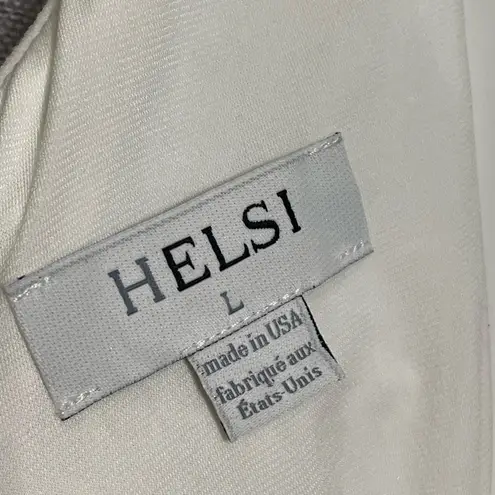 HELSI
L
made in USA
fabriqué aux
États-Unis